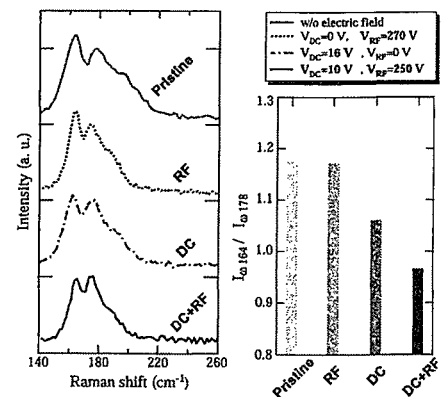 w/o electric field
V_DC=0 V, V_RF=270 V
V_DC=16 V , V_RF=0 V
V_DC=10 V , V_RF=250 V
Intensity (a. u.)
Pristine
RF
DC
DC+RF
140 180 220 260
Raman shift (cm⁻¹)
I_ω164 / I_ω178
1.3
1.2
1.1
1.0
0.9
0.8
Pristine
RF
DC
DC+RF